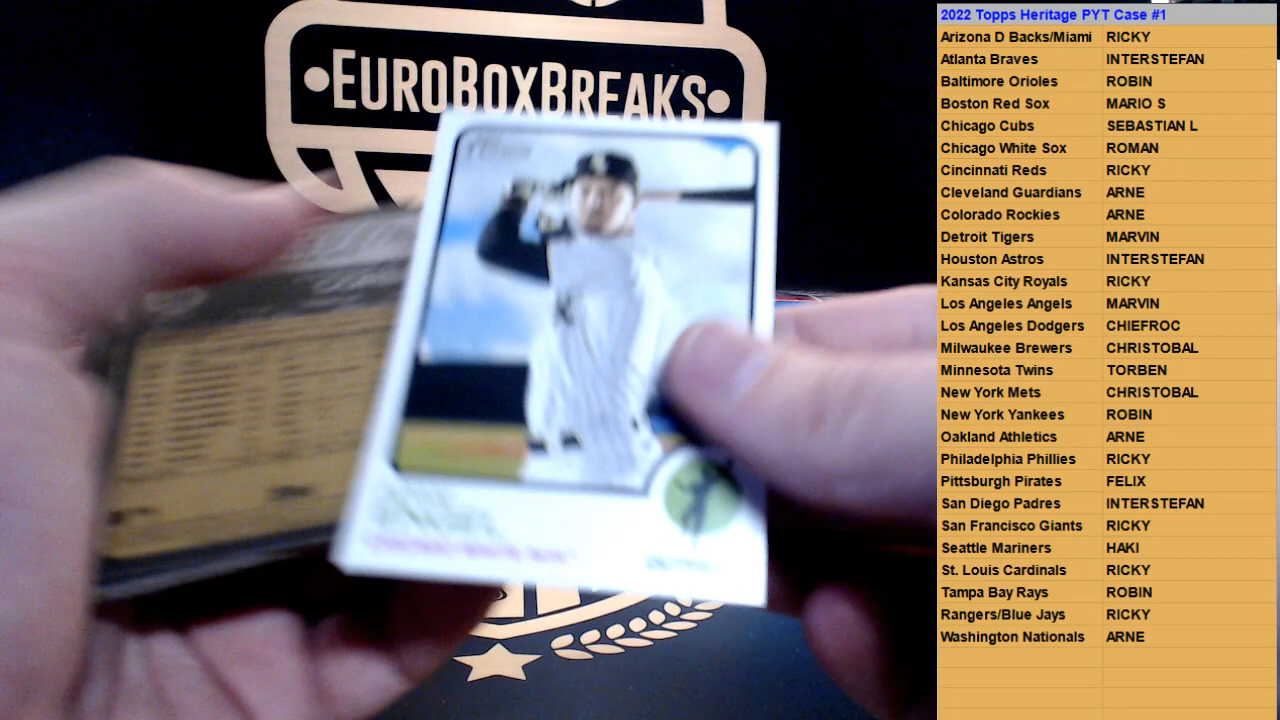 •EUROBOXBREAKS•
2022 Topps Heritage PYT Case #1
Arizona D Backs/Miami RICKY
Atlanta Braves INTERSTEFAN
Baltimore Orioles ROBIN
Boston Red Sox MARIO S
Chicago Cubs SEBASTIAN L
Chicago White Sox ROMAN
Cincinnati Reds RICKY
Cleveland Guardians ARNE
Colorado Rockies ARNE
Detroit Tigers MARVIN
Houston Astros INTERSTEFAN
Kansas City Royals RICKY
Los Angeles Angels MARVIN
Los Angeles Dodgers CHIEFROC
Milwaukee Brewers CHRISTOBAL
Minnesota Twins TORBEN
New York Mets CHRISTOBAL
New York Yankees ROBIN
Oakland Athletics ARNE
Philadelphia Phillies RICKY
Pittsburgh Pirates FELIX
San Diego Padres INTERSTEFAN
San Francisco Giants RICKY
Seattle Mariners HAKI
St. Louis Cardinals RICKY
Tampa Bay Rays ROBIN
Rangers/Blue Jays RICKY
Washington Nationals ARNE